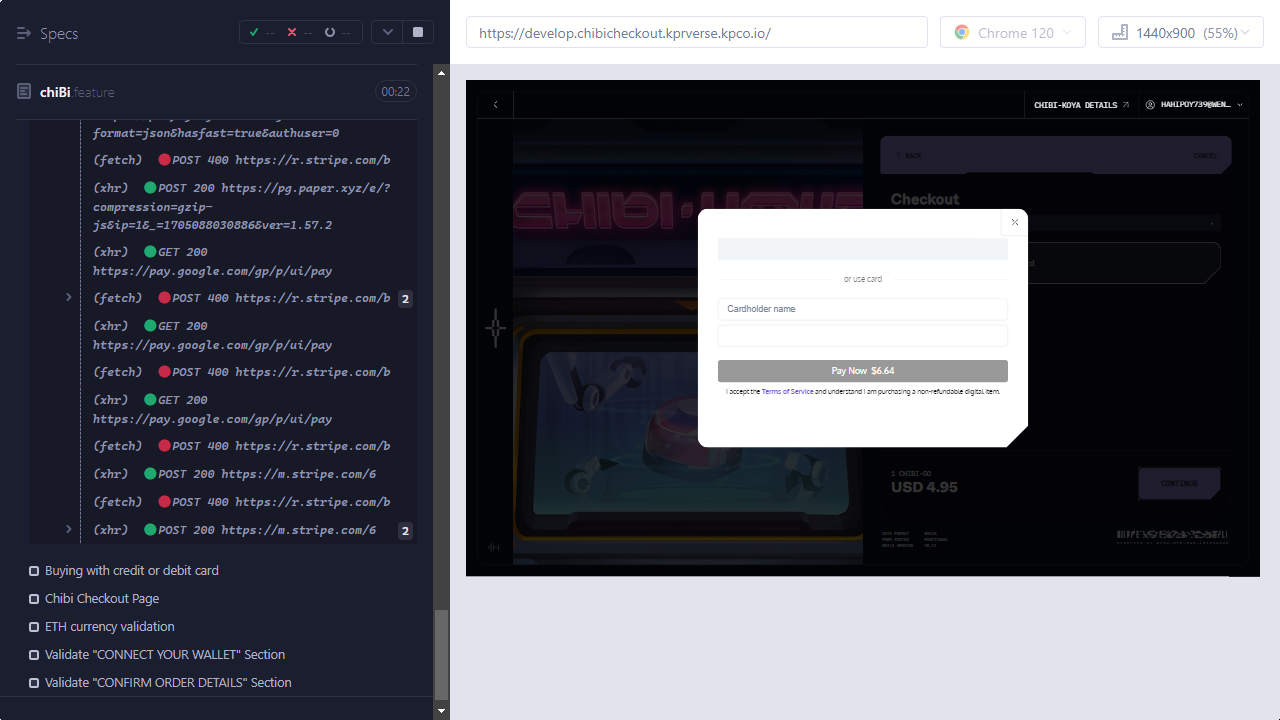 Specs
-- -- --
https://develop.chibicheckout.kprverse.kpco.io/
Chrome 120
1440x900 (55%)
chiBi.feature
00:22
format=json&hasfast=true&authuser=0
(fetch) POST 400 https://r.stripe.com/b
(xhr) POST 200 https://pg.paper.xyz/e/?
compression=gzip-
js&ip=1&_=1705088030886&ver=1.57.2
(xhr) GET 200
https://pay.google.com/gp/p/ui/pay
(fetch) POST 400 https://r.stripe.com/b 2
(xhr) GET 200
https://pay.google.com/gp/p/ui/pay
(fetch) POST 400 https://r.stripe.com/b
(xhr) GET 200
https://pay.google.com/gp/p/ui/pay
(fetch) POST 400 https://r.stripe.com/b
(xhr) POST 200 https://m.stripe.com/6
(fetch) POST 400 https://r.stripe.com/b
(xhr) POST 200 https://m.stripe.com/6 2
Buying with credit or debit card
Chibi Checkout Page
ETH currency validation
Validate "CONNECT YOUR WALLET" Section
Validate "CONFIRM ORDER DETAILS" Section
CHIBI-KOYA DETAILS
HAHIPOY739@WEN...
BACK
CANCEL
Checkout
or use card
Cardholder name
Pay Now $6.64
I accept the Terms of Service and understand I am purchasing a non-refundable digital item.
1 CHIBI-GO
USD 4.95
CONTINUE